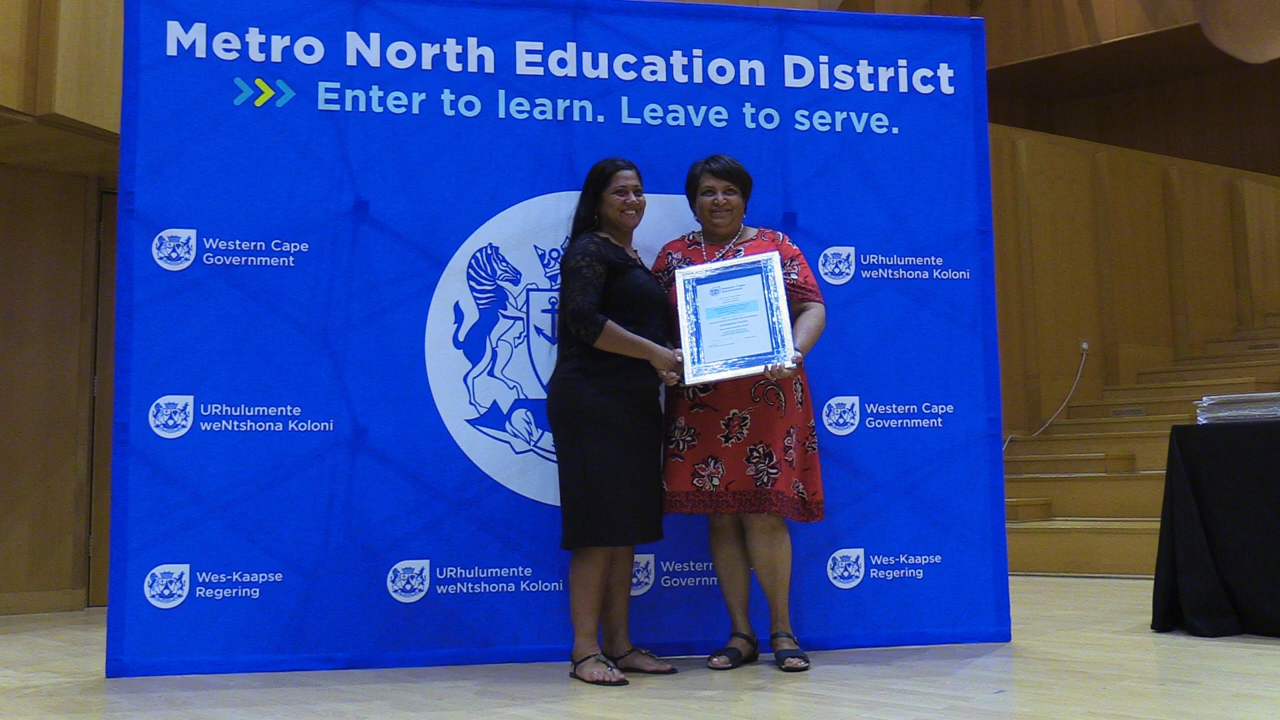 Metro North Education District
Enter to learn. Leave to serve.
Western Cape
Government
URhulumente
weNtshona Koloni
URhulumente
weNtshona Koloni
Western Cape
Government
Wes-Kaapse
Regering
URhulumente
weNtshona Koloni
Western
Governm
Wes-Kaapse
Regering